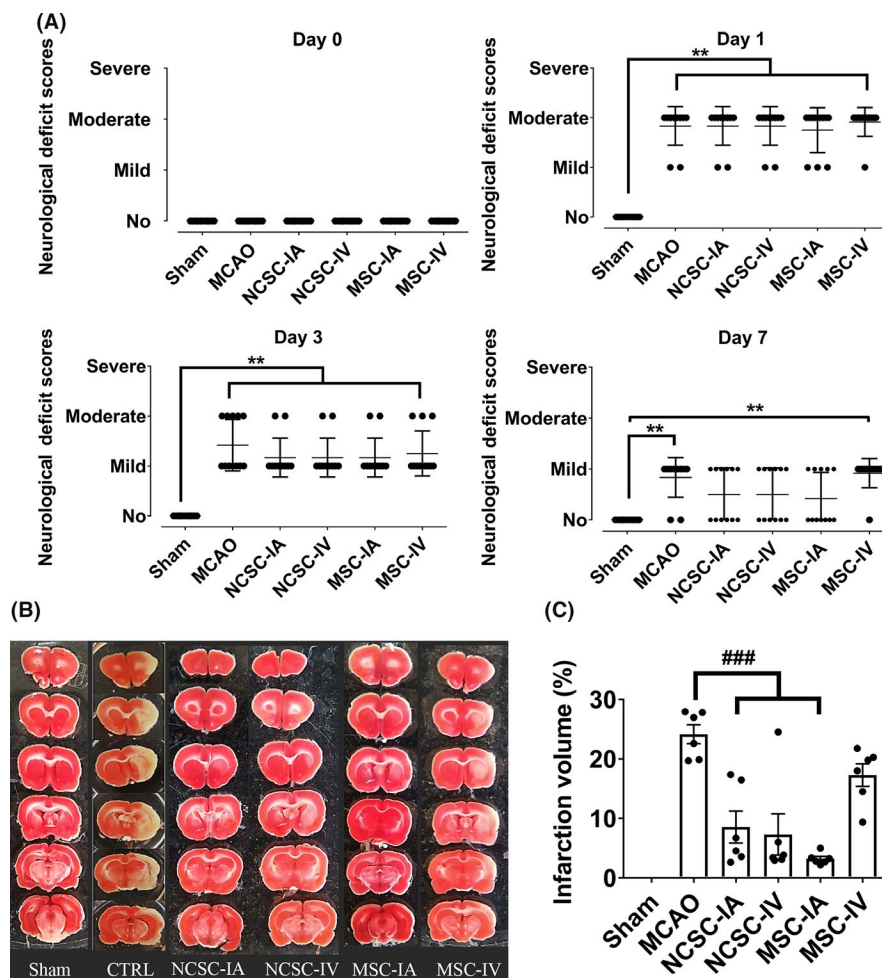 (A)
Day 0
Neurological deficit scores
Severe
Moderate
Mild
No
Sham
MCAO
NCSC-IA
NCSC-IV
MSC-IA
MSC-IV
Day 1
Neurological deficit scores
Severe
Moderate
Mild
No
**
Sham
MCAO
NCSC-IA
NCSC-IV
MSC-IA
MSC-IV
Day 3
Neurological deficit scores
Severe
Moderate
Mild
No
**
Sham
MCAO
NCSC-IA
NCSC-IV
MSC-IA
MSC-IV
Day 7
Neurological deficit scores
Severe
Moderate
Mild
No
**
**
Sham
MCAO
NCSC-IA
NCSC-IV
MSC-IA
MSC-IV
(B)
Sham CTRL NCSC-IA NCSC-IV MSC-IA MSC-IV
(C)
Infarction volume (%)
###
30
20
10
0
Sham
MCAO
NCSC-IA
NCSC-IV
MSC-IA
MSC-IV